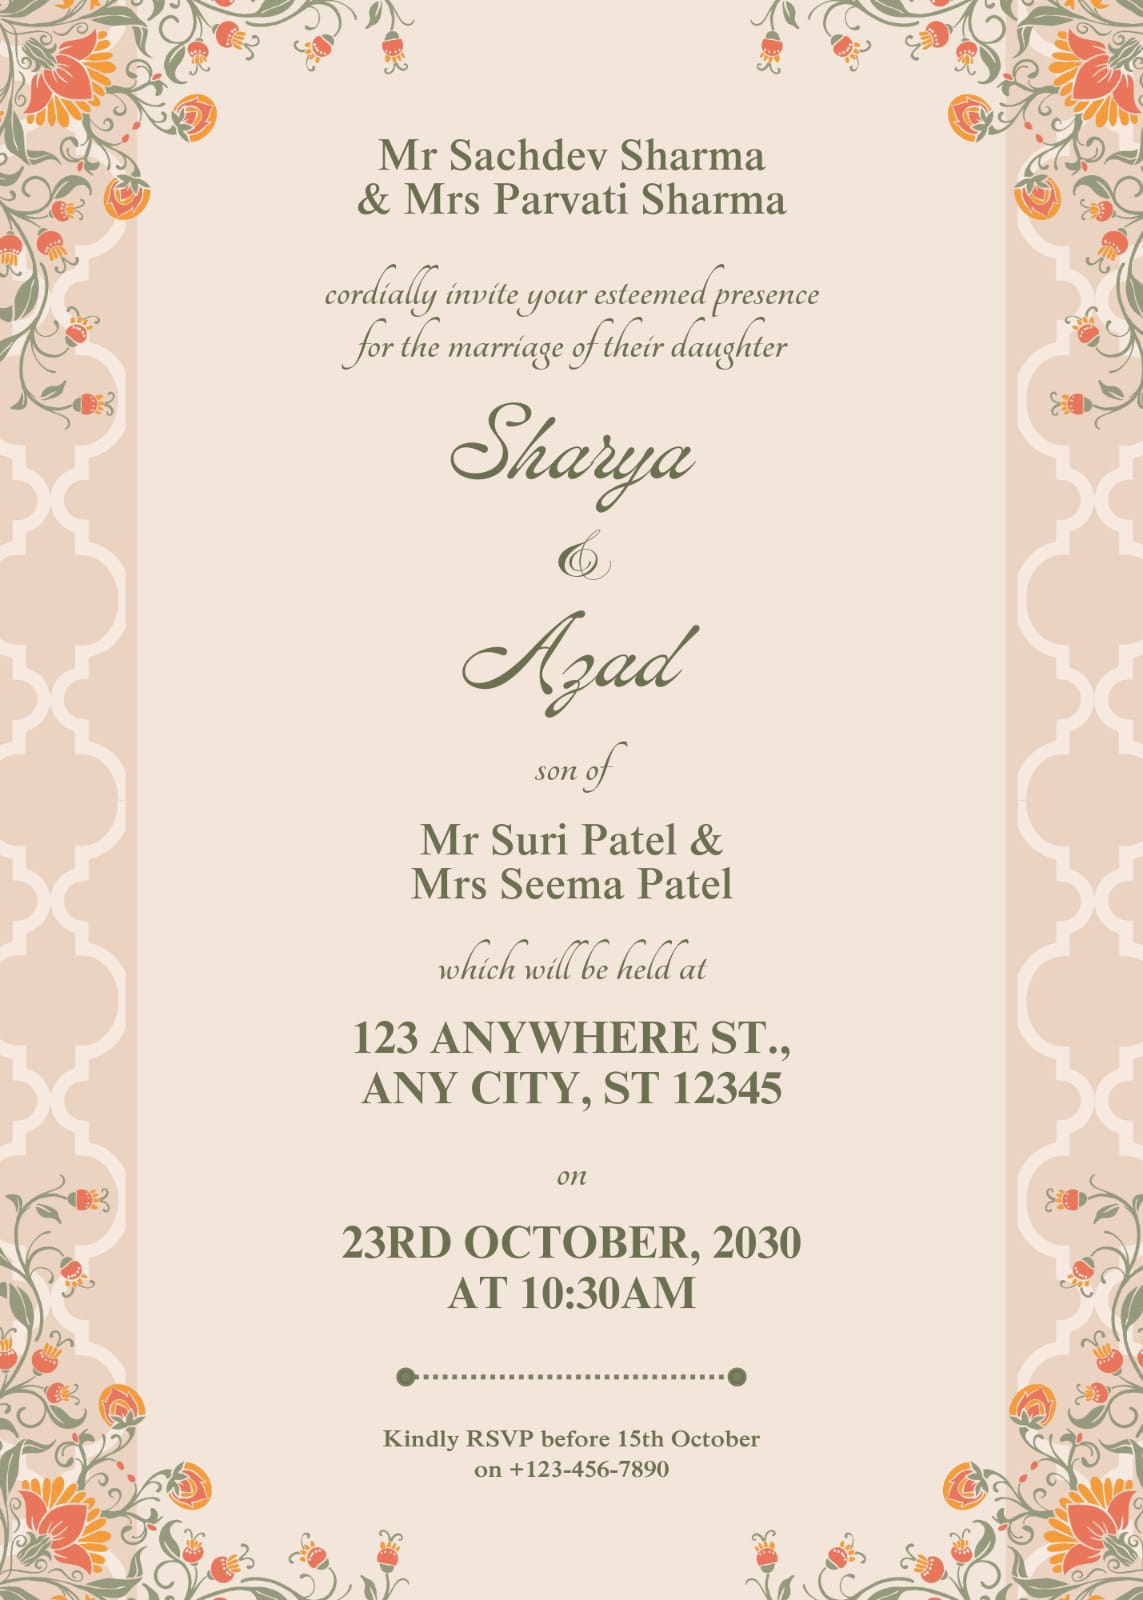 Mr Sachdev Sharma
& Mrs Parvati Sharma
cordially invite your esteemed presence
for the marriage of their daughter
Sharya
&
Azad
son of
Mr Suri Patel &
Mrs Seema Patel
which will be held at
123 ANYWHERE ST.,
ANY CITY, ST 12345
on
23RD OCTOBER, 2030
AT 10:30AM
Kindly RSVP before 15th October
on +123-456-7890